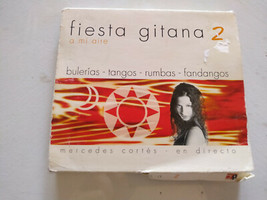 fiesta gitana 2
a mi aire
bulerías - tangos - rumbas - fandangos
mercedes cortés - en directo